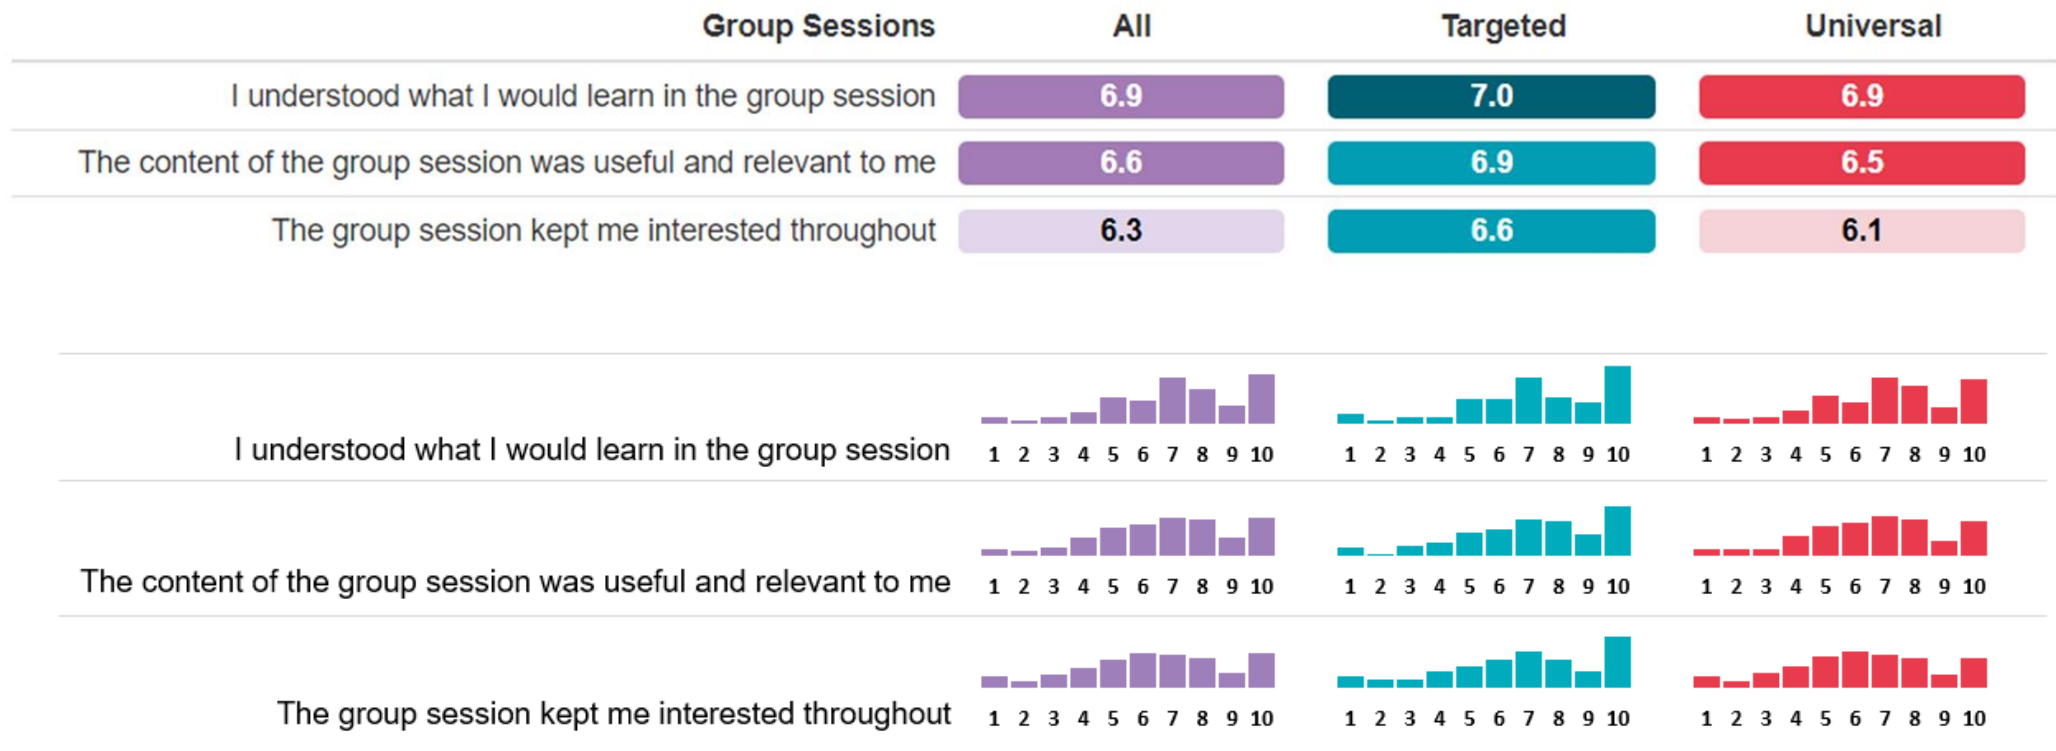 Group Sessions All Targeted Universal
I understood what I would learn in the group session 6.9 7.0 6.9
The content of the group session was useful and relevant to me 6.6 6.9 6.5
The group session kept me interested throughout 6.3 6.6 6.1
I understood what I would learn in the group session 1 2 3 4 5 6 7 8 9 10 1 2 3 4 5 6 7 8 9 10 1 2 3 4 5 6 7 8 9 10
The content of the group session was useful and relevant to me 1 2 3 4 5 6 7 8 9 10 1 2 3 4 5 6 7 8 9 10 1 2 3 4 5 6 7 8 9 10
The group session kept me interested throughout 1 2 3 4 5 6 7 8 9 10 1 2 3 4 5 6 7 8 9 10 1 2 3 4 5 6 7 8 9 10